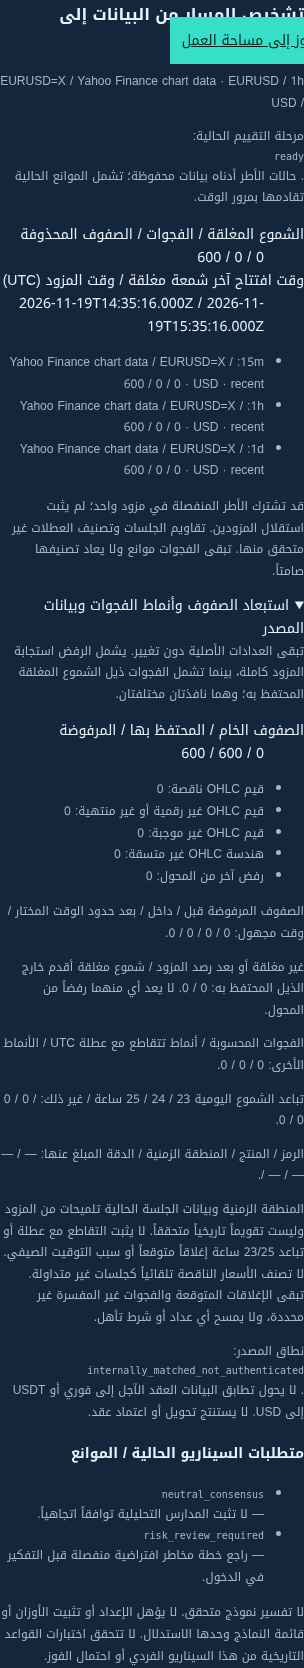 تشخيص المسار من البيانات إلى
وز إلى مساحة العمل
EURUSD=X / Yahoo Finance chart data · EURUSD / 1h
/ USD
مرحلة التقييم الحالية:
ready
. حالات الأطر أدناه بيانات محفوظة؛ تشمل الموانع الحالية
تقادمها بمرور الوقت.
الشموع المغلقة / الفجوات / الصفوف المحذوفة
600 / 0 / 0
وقت افتتاح آخر شمعة مغلقة / وقت المزود (UTC)
2026-11-19T14:35:16.000Z / 2026-11-
19T15:35:16.000Z
15m: Yahoo Finance chart data / EURUSD=X /
600 / 0 / 0 · USD · recent
1h: Yahoo Finance chart data / EURUSD=X /
600 / 0 / 0 · USD · recent
1d: Yahoo Finance chart data / EURUSD=X /
600 / 0 / 0 · USD · recent
قد تشترك الأطر المنفصلة في مزود واحد؛ لم يثبت
استقلال المزودين. تقاويم الجلسات وتصنيف العطلات غير
متحقق منها. تبقى الفجوات موانع ولا يعاد تصنيفها
صامتاً.
▼ استبعاد الصفوف وأنماط الفجوات وبيانات
المصدر
تبقى العدادات الأصلية دون تغيير. يشمل الرفض استجابة
المزود كاملة، بينما تشمل الفجوات ذيل الشموع المغلقة
المحتفظ به؛ وهما نافذتان مختلفتان.
الصفوف الخام / المحتفظ بها / المرفوضة
600 / 600 / 0
قيم OHLC ناقصة: 0
قيم OHLC غير رقمية أو غير منتهية: 0
قيم OHLC غير موجبة: 0
هندسة OHLC غير متسقة: 0
رفض آخر من المحول: 0
الصفوف المرفوضة قبل / داخل / بعد حدود الوقت المختار /
وقت مجهول: 0 / 0 / 0 / 0.
غير مغلقة أو بعد رصد المزود / شموع مغلقة أقدم خارج
الذيل المحتفظ به: 0 / 0. لا يعد أي منهما رفضاً من
المحول.
الفجوات المحسوبة / أنماط تتقاطع مع عطلة UTC / الأنماط
الأخرى: 0 / 0 / 0.
تباعد الشموع اليومية 23 / 24 / 25 ساعة / غير ذلك: 0 / 0 /
0 / 0.
الرمز / المنتج / المنطقة الزمنية / الدقة المبلغ عنها: — / —
/ — / —.
المنطقة الزمنية وبيانات الجلسة الحالية تلميحات من المزود
وليست تقويماً تاريخياً متحققاً. لا يثبت التقاطع مع عطلة أو
تباعد 23/25 ساعة إغلاقاً متوقعاً أو سبب التوقيت الصيفي.
لا تصنف الأسعار الناقصة تلقائياً كجلسات غير متداولة.
تبقى الإغلاقات المتوقعة والفجوات غير المفسرة غير
محددة، ولا يمسح أي عداد أو شرط تأهل.
نطاق المصدر:
internally_matched_not_authenticated
. لا يحول تطابق البيانات العقد الآجل إلى فوري أو USDT
إلى USD. لا يستنتج تحويل أو اعتماد عقد.
متطلبات السيناريو الحالية / الموانع
neutral_consensus
— لا تثبت المدارس التحليلية توافقاً اتجاهياً.
risk_review_required
— راجع خطة مخاطر افتراضية منفصلة قبل التفكير
في الدخول.
لا تفسير نموذج متحقق. لا يؤهل الإعداد أو تثبيت الأوزان أو
قائمة النماذج وحدها الاستدلال. لا تتحقق اختبارات القواعد
التاريخية من هذا السيناريو الفردي أو احتمال الفوز.